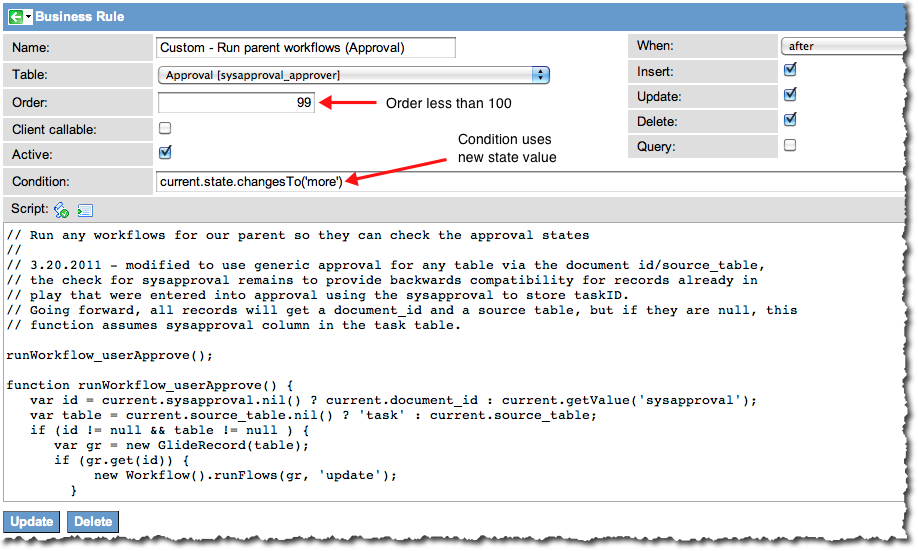 Business Rule
Name: Custom - Run parent workflows (Approval)
When: after
Table: Approval [sysapproval_approver]
Insert:
Order: 99 Order less than 100
Update:
Client callable:
Delete:
Active:
Condition uses
new state value
Query:
Condition: current.state.changesTo('more')
Script:
// Run any workflows for our parent so they can check the approval states
//
// 3.20.2011 - modified to use generic approval for any table via the document id/source_table,
// the check for sysapproval remains to provide backwards compatibility for records already in
// play that were entered into approval using the sysapproval to store taskID.
// Going forward, all records will get a document_id and a source table, but if they are null, this
// function assumes sysapproval column in the task table.
runWorkflow_userApprove();
function runWorkflow_userApprove() {
var id = current.sysapproval.nil() ? current.document_id : current.getValue('sysapproval');
var table = current.source_table.nil() ? 'task' : current.source_table;
if (id != null && table != null ) {
var gr = new GlideRecord(table);
if (gr.get(id)) {
new Workflow().runFlows(gr, 'update');
}
Update Delete